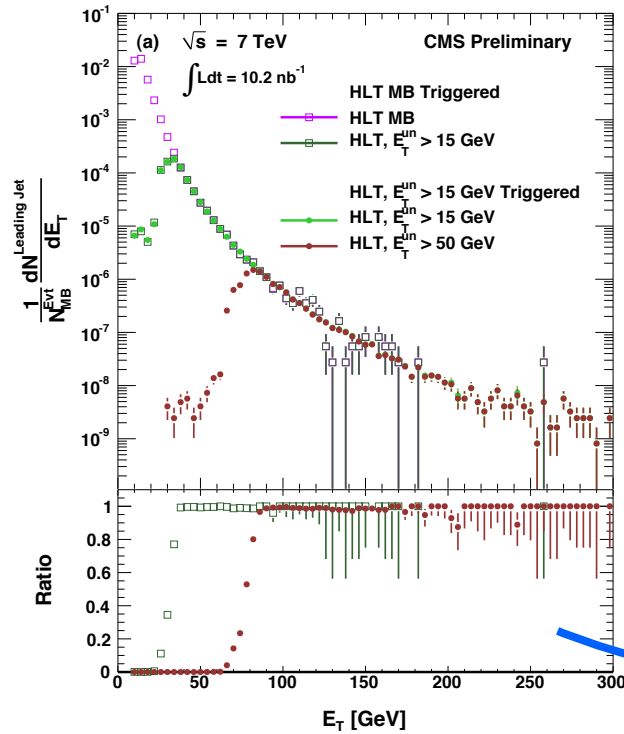 (a) √s = 7 TeV CMS Preliminary
∫Ldt = 10.2 nb⁻¹
HLT MB Triggered
HLT MB
HLT, E_T^un > 15 GeV
HLT, E_T^un > 15 GeV Triggered
HLT, E_T^un > 15 GeV
HLT, E_T^un > 50 GeV
1/N_MB^Evt dN^Leading Jet/dE_T
10⁻¹
10⁻²
10⁻³
10⁻⁴
10⁻⁵
10⁻⁶
10⁻⁷
10⁻⁸
10⁻⁹
Ratio
1
0.8
0.6
0.4
0.2
0
0 50 100 150 200 250 300
E_T [GeV]